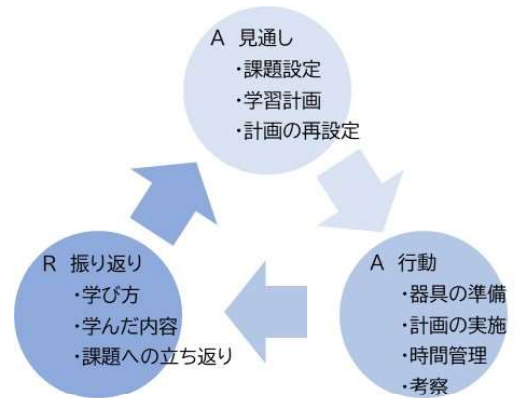 A 見通し
・課題設定
・学習計画
・計画の再設定
A 行動
・器具の準備
・計画の実施
・時間管理
・考察
R 振り返り
・学び方
・学んだ内容
・課題への立ち返り